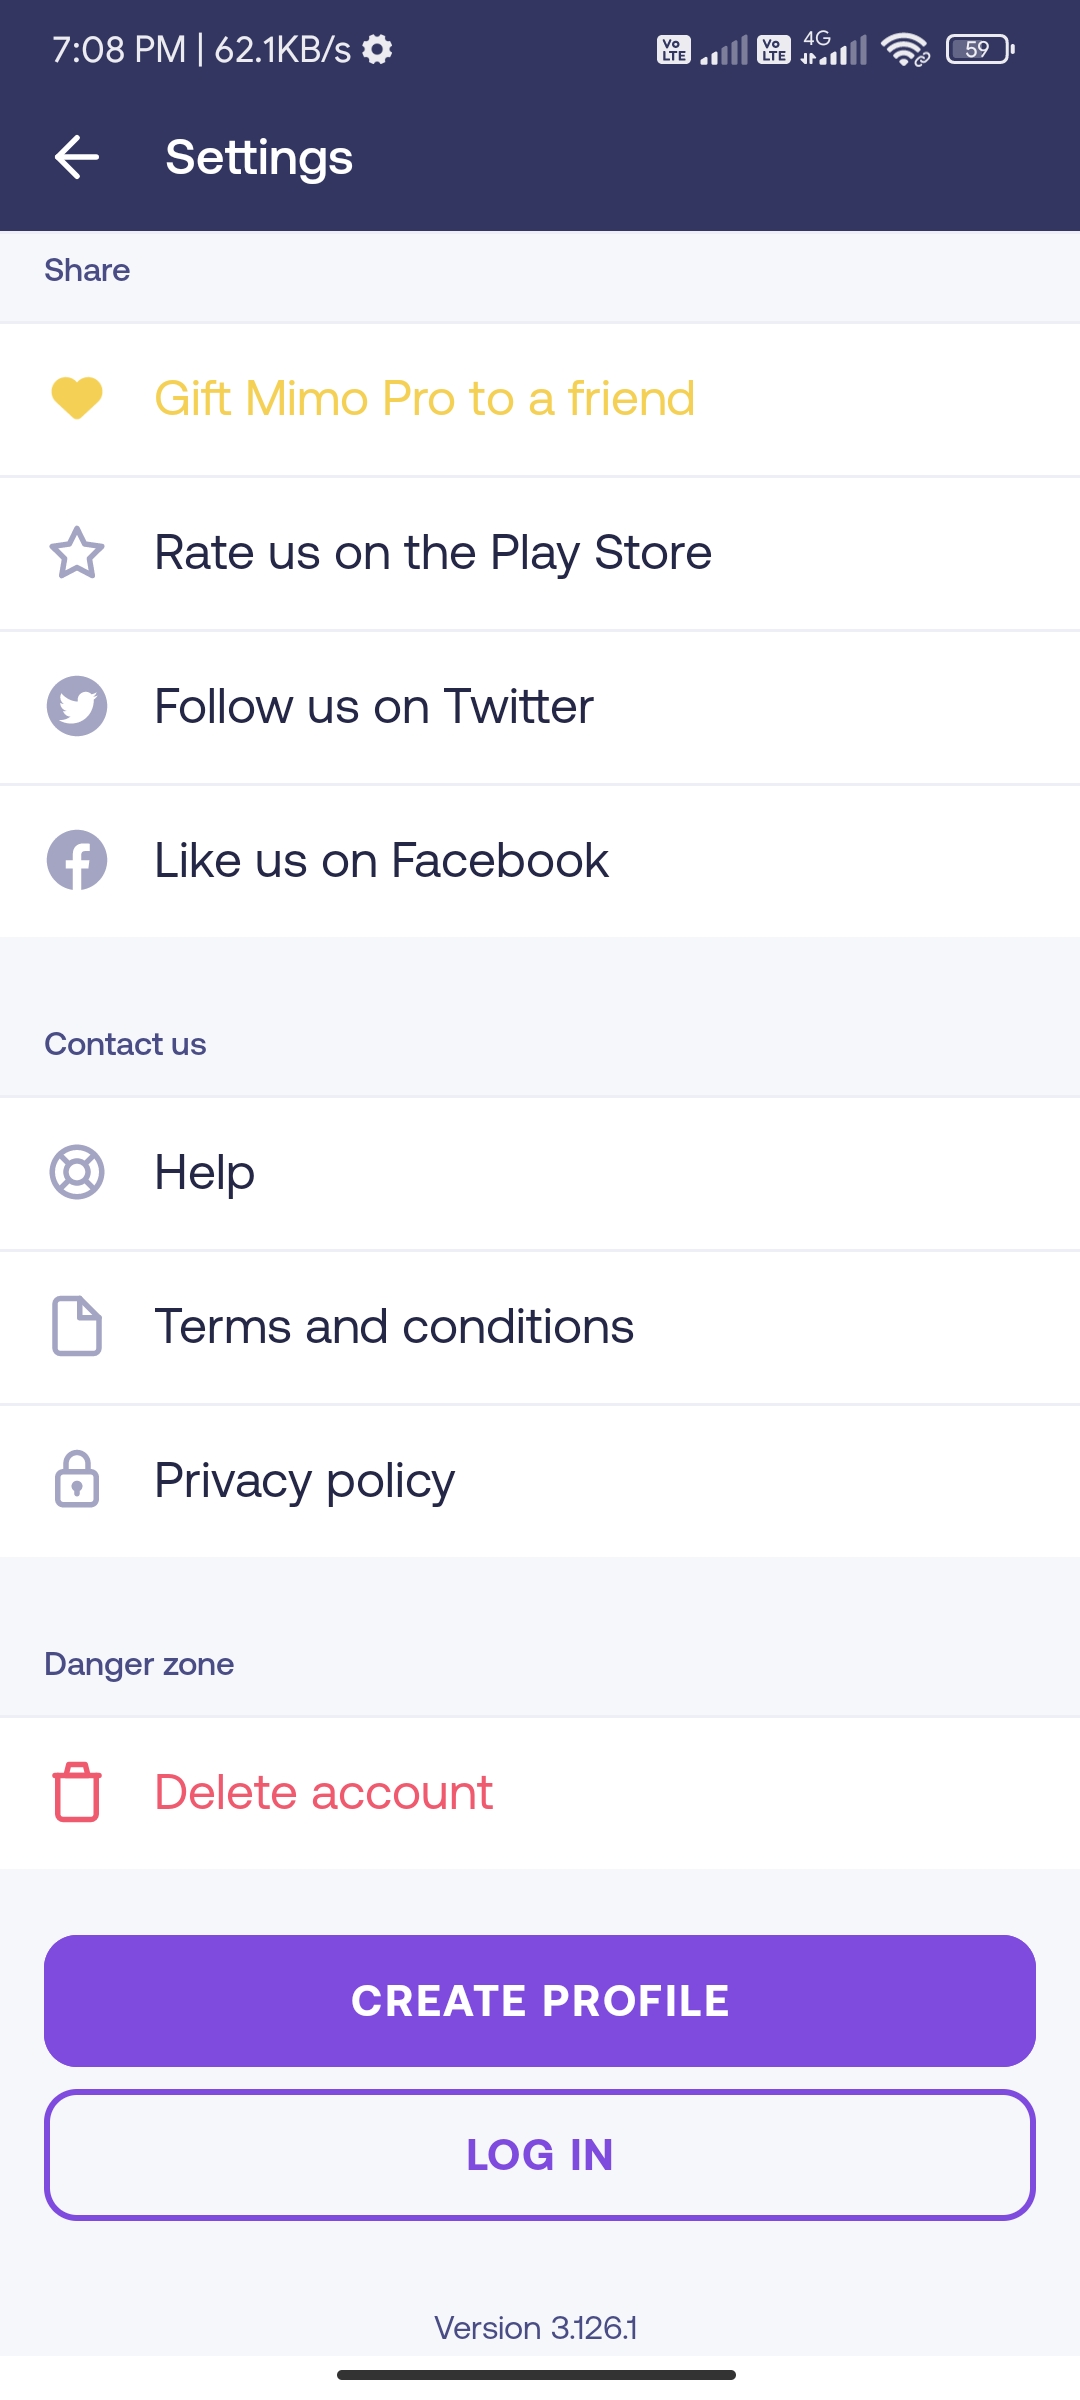 7:08 PM | 62.1KB/s
Vo LTE
Vo LTE
4G
59
Settings
Share
Gift Mimo Pro to a friend
Rate us on the Play Store
Follow us on Twitter
Like us on Facebook
Contact us
Help
Terms and conditions
Privacy policy
Danger zone
Delete account
CREATE PROFILE
LOG IN
Version 3.126.1